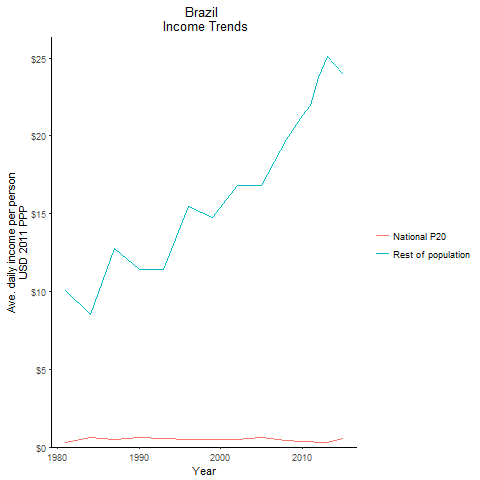 Brazil
Income Trends
Ave. daily income per person
USD 2011 PPP
$25
$20
$15
$10
$5
$0
1980
1990
2000
2010
Year
National P20
Rest of population